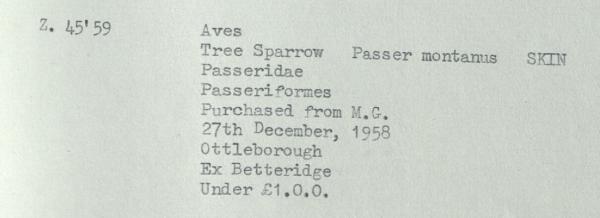 Z. 45'59 Aves
Tree Sparrow Passer montanus SKIN
Passeridae
Passeriformes
Purchased from M.G.
27th December, 1958
Ottleborough
Ex Betteridge
Under £1.0.0.